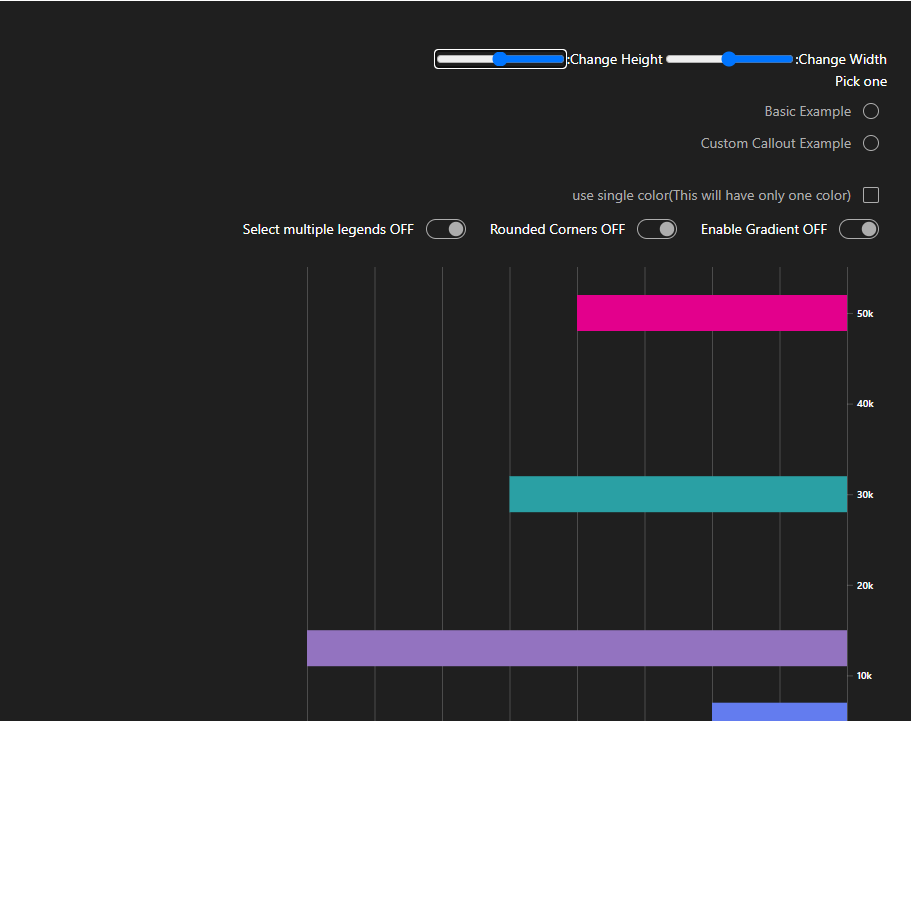 Change Width: Change Height:
Pick one
Basic Example
Custom Callout Example
use single color(This will have only one color)
Select multiple legends OFF Rounded Corners OFF Enable Gradient OFF
50k
40k
30k
20k
10k